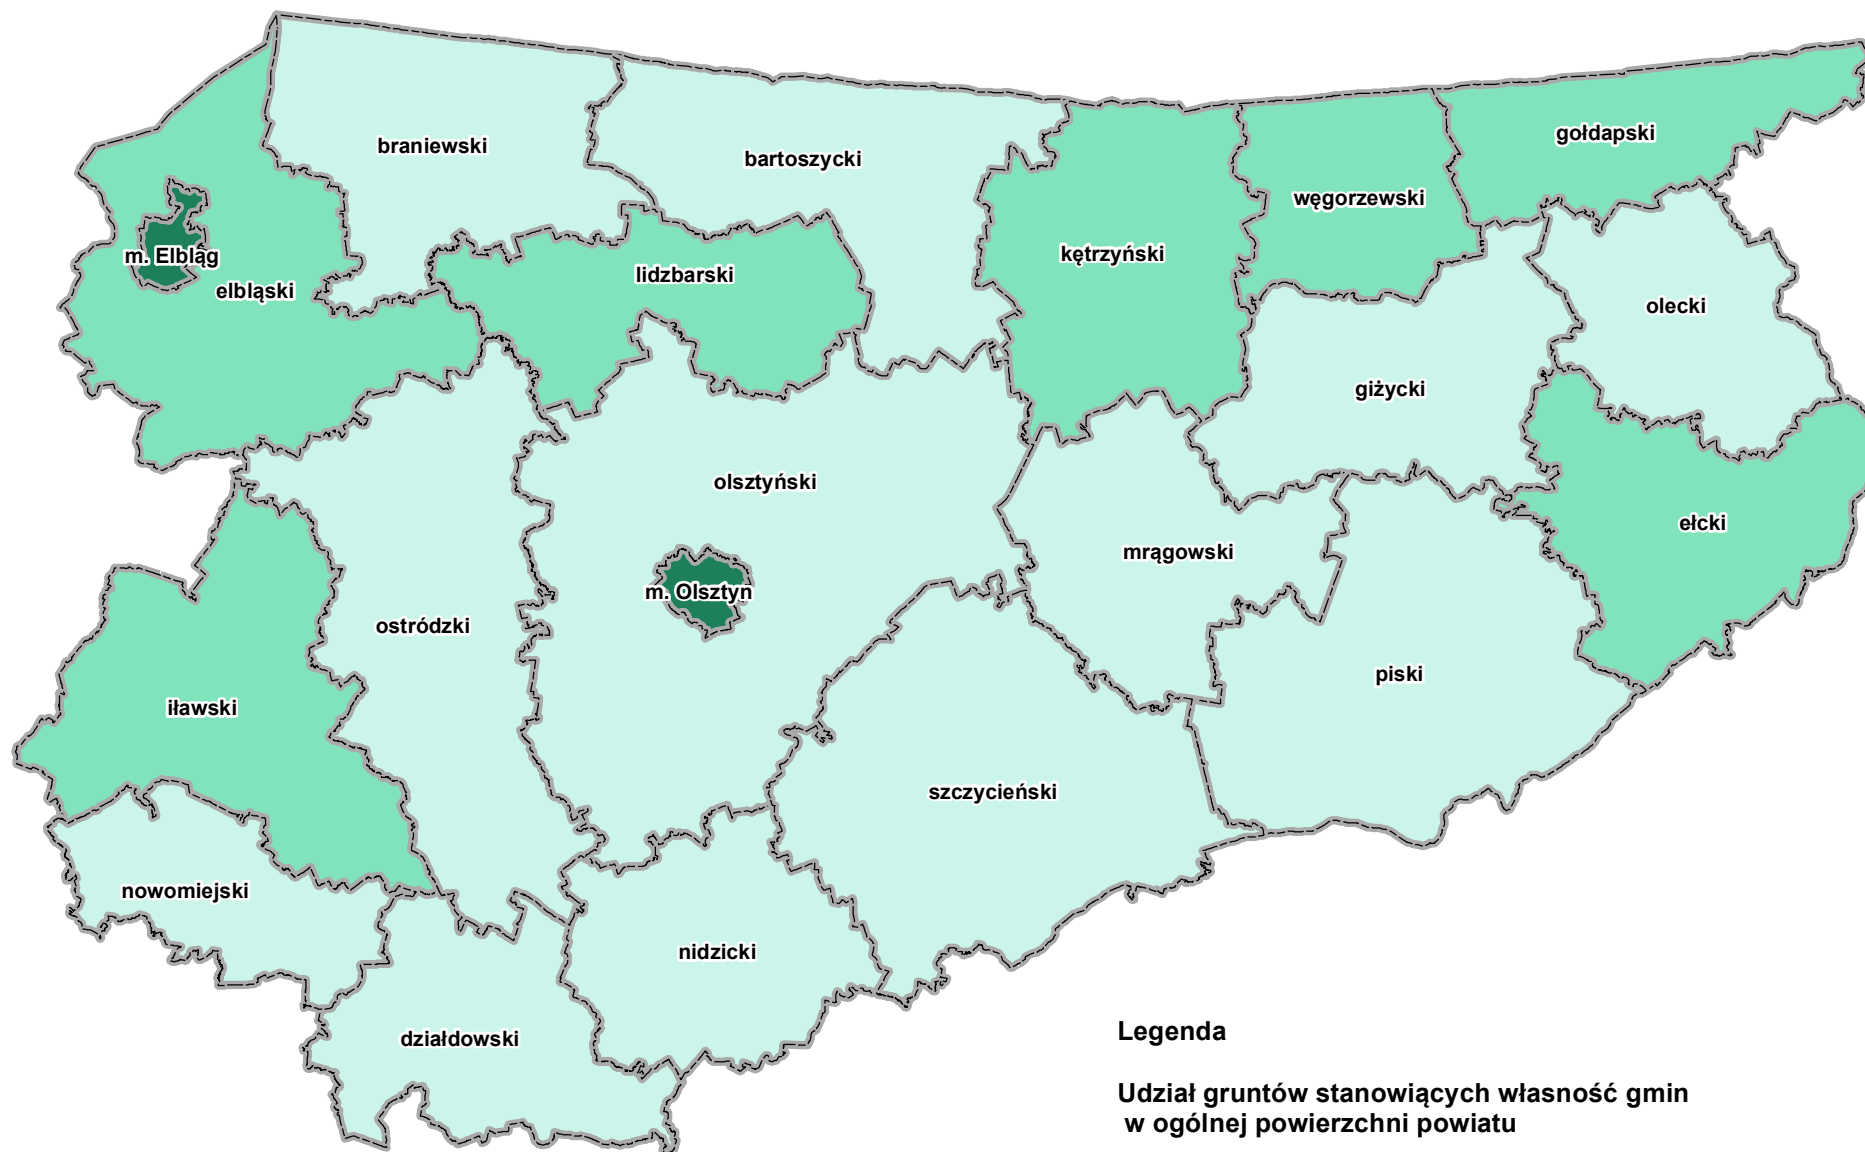 braniewski
bartoszycki
gołdapski
węgorzewski
m. Elbląg
elbląski
lidzbarski
kętrzyński
olecki
giżycki
olsztyński
ełcki
mrągowski
m. Olsztyn
ostródzki
piski
iławski
szczycieński
nowomiejski
nidzicki
działdowski
Legenda
Udział gruntów stanowiących własność gmin
w ogólnej powierzchni powiatu